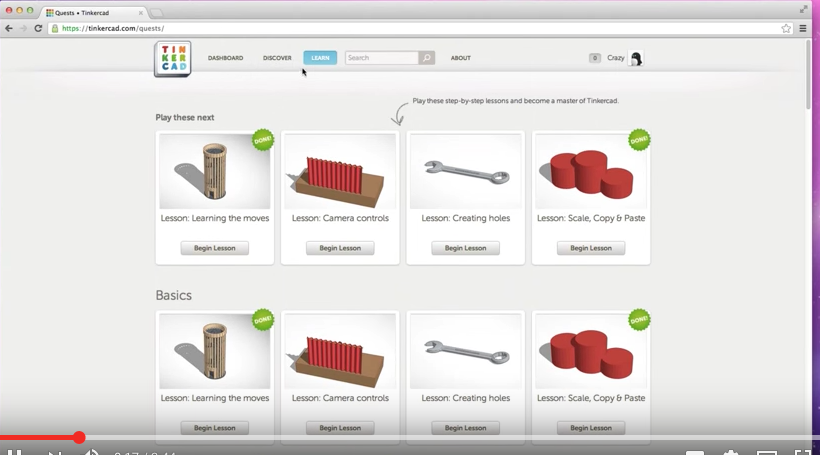 Quests • Tinkercad
https://tinkercad.com/quests/
TIN
KER
CAD
DASHBOARD DISCOVER LEARN Search ABOUT 0 Crazy
Play these step-by-step lessons and become a master of Tinkercad.
Play these next
DONE! DONE!
Lesson: Learning the moves Lesson: Camera controls Lesson: Creating holes Lesson: Scale, Copy & Paste
Begin Lesson Begin Lesson Begin Lesson Begin Lesson
Basics
DONE! DONE!
Lesson: Learning the moves Lesson: Camera controls Lesson: Creating holes Lesson: Scale, Copy & Paste
Begin Lesson Begin Lesson Begin Lesson Begin Lesson